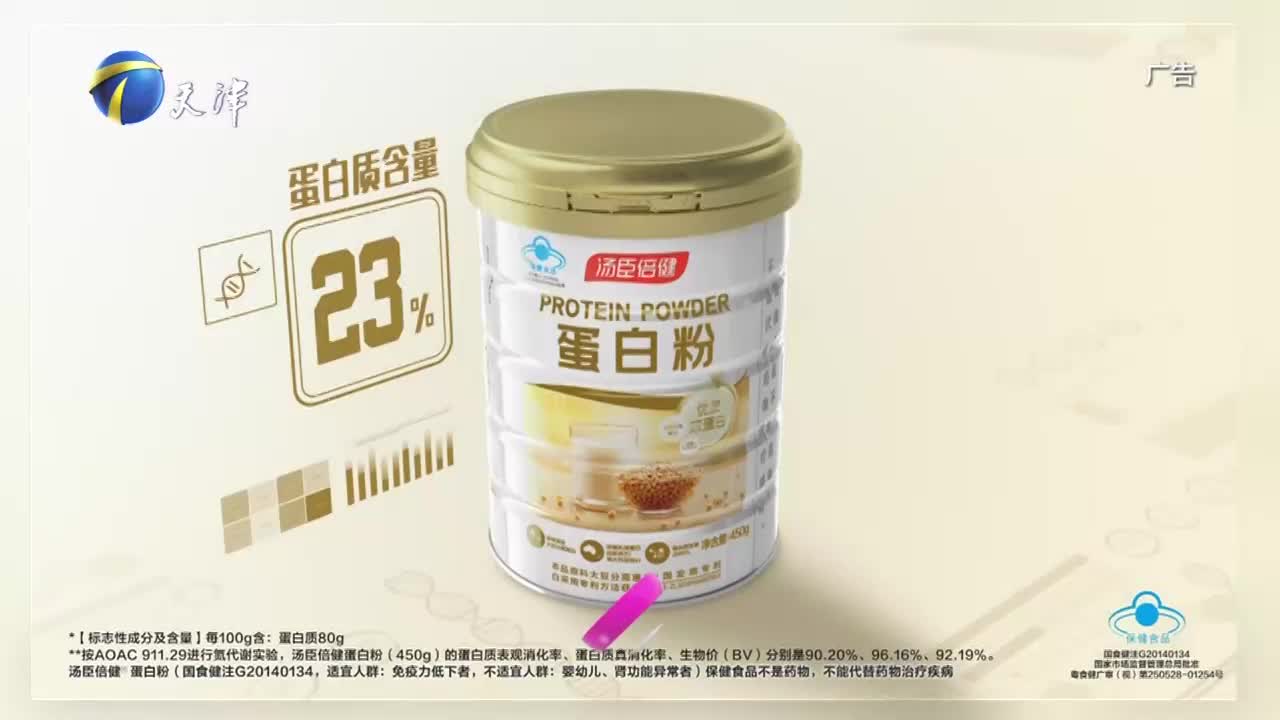 天津
广告
蛋白质含量
23%
保健食品
汤臣倍健
PROTEIN POWDER
蛋白粉
净含量450g
*【标志性成分及含量】每100g含：蛋白质80g
**按AOAC 911.29进行氮代谢实验，汤臣倍健蛋白粉（450g）的蛋白质表观消化率、蛋白质真消化率、生物价（BV）分别是90.20%、96.16%、92.19%。
汤臣倍健® 蛋白粉（国食健注G20140134，适宜人群：免疫力低下者，不适宜人群：婴幼儿、肾功能异常者）保健食品不是药物，不能代替药物治疗疾病
保健食品
国食健注G20140134
国家市场监督管理总局批准
粤食健广审（视）第250528-01254号